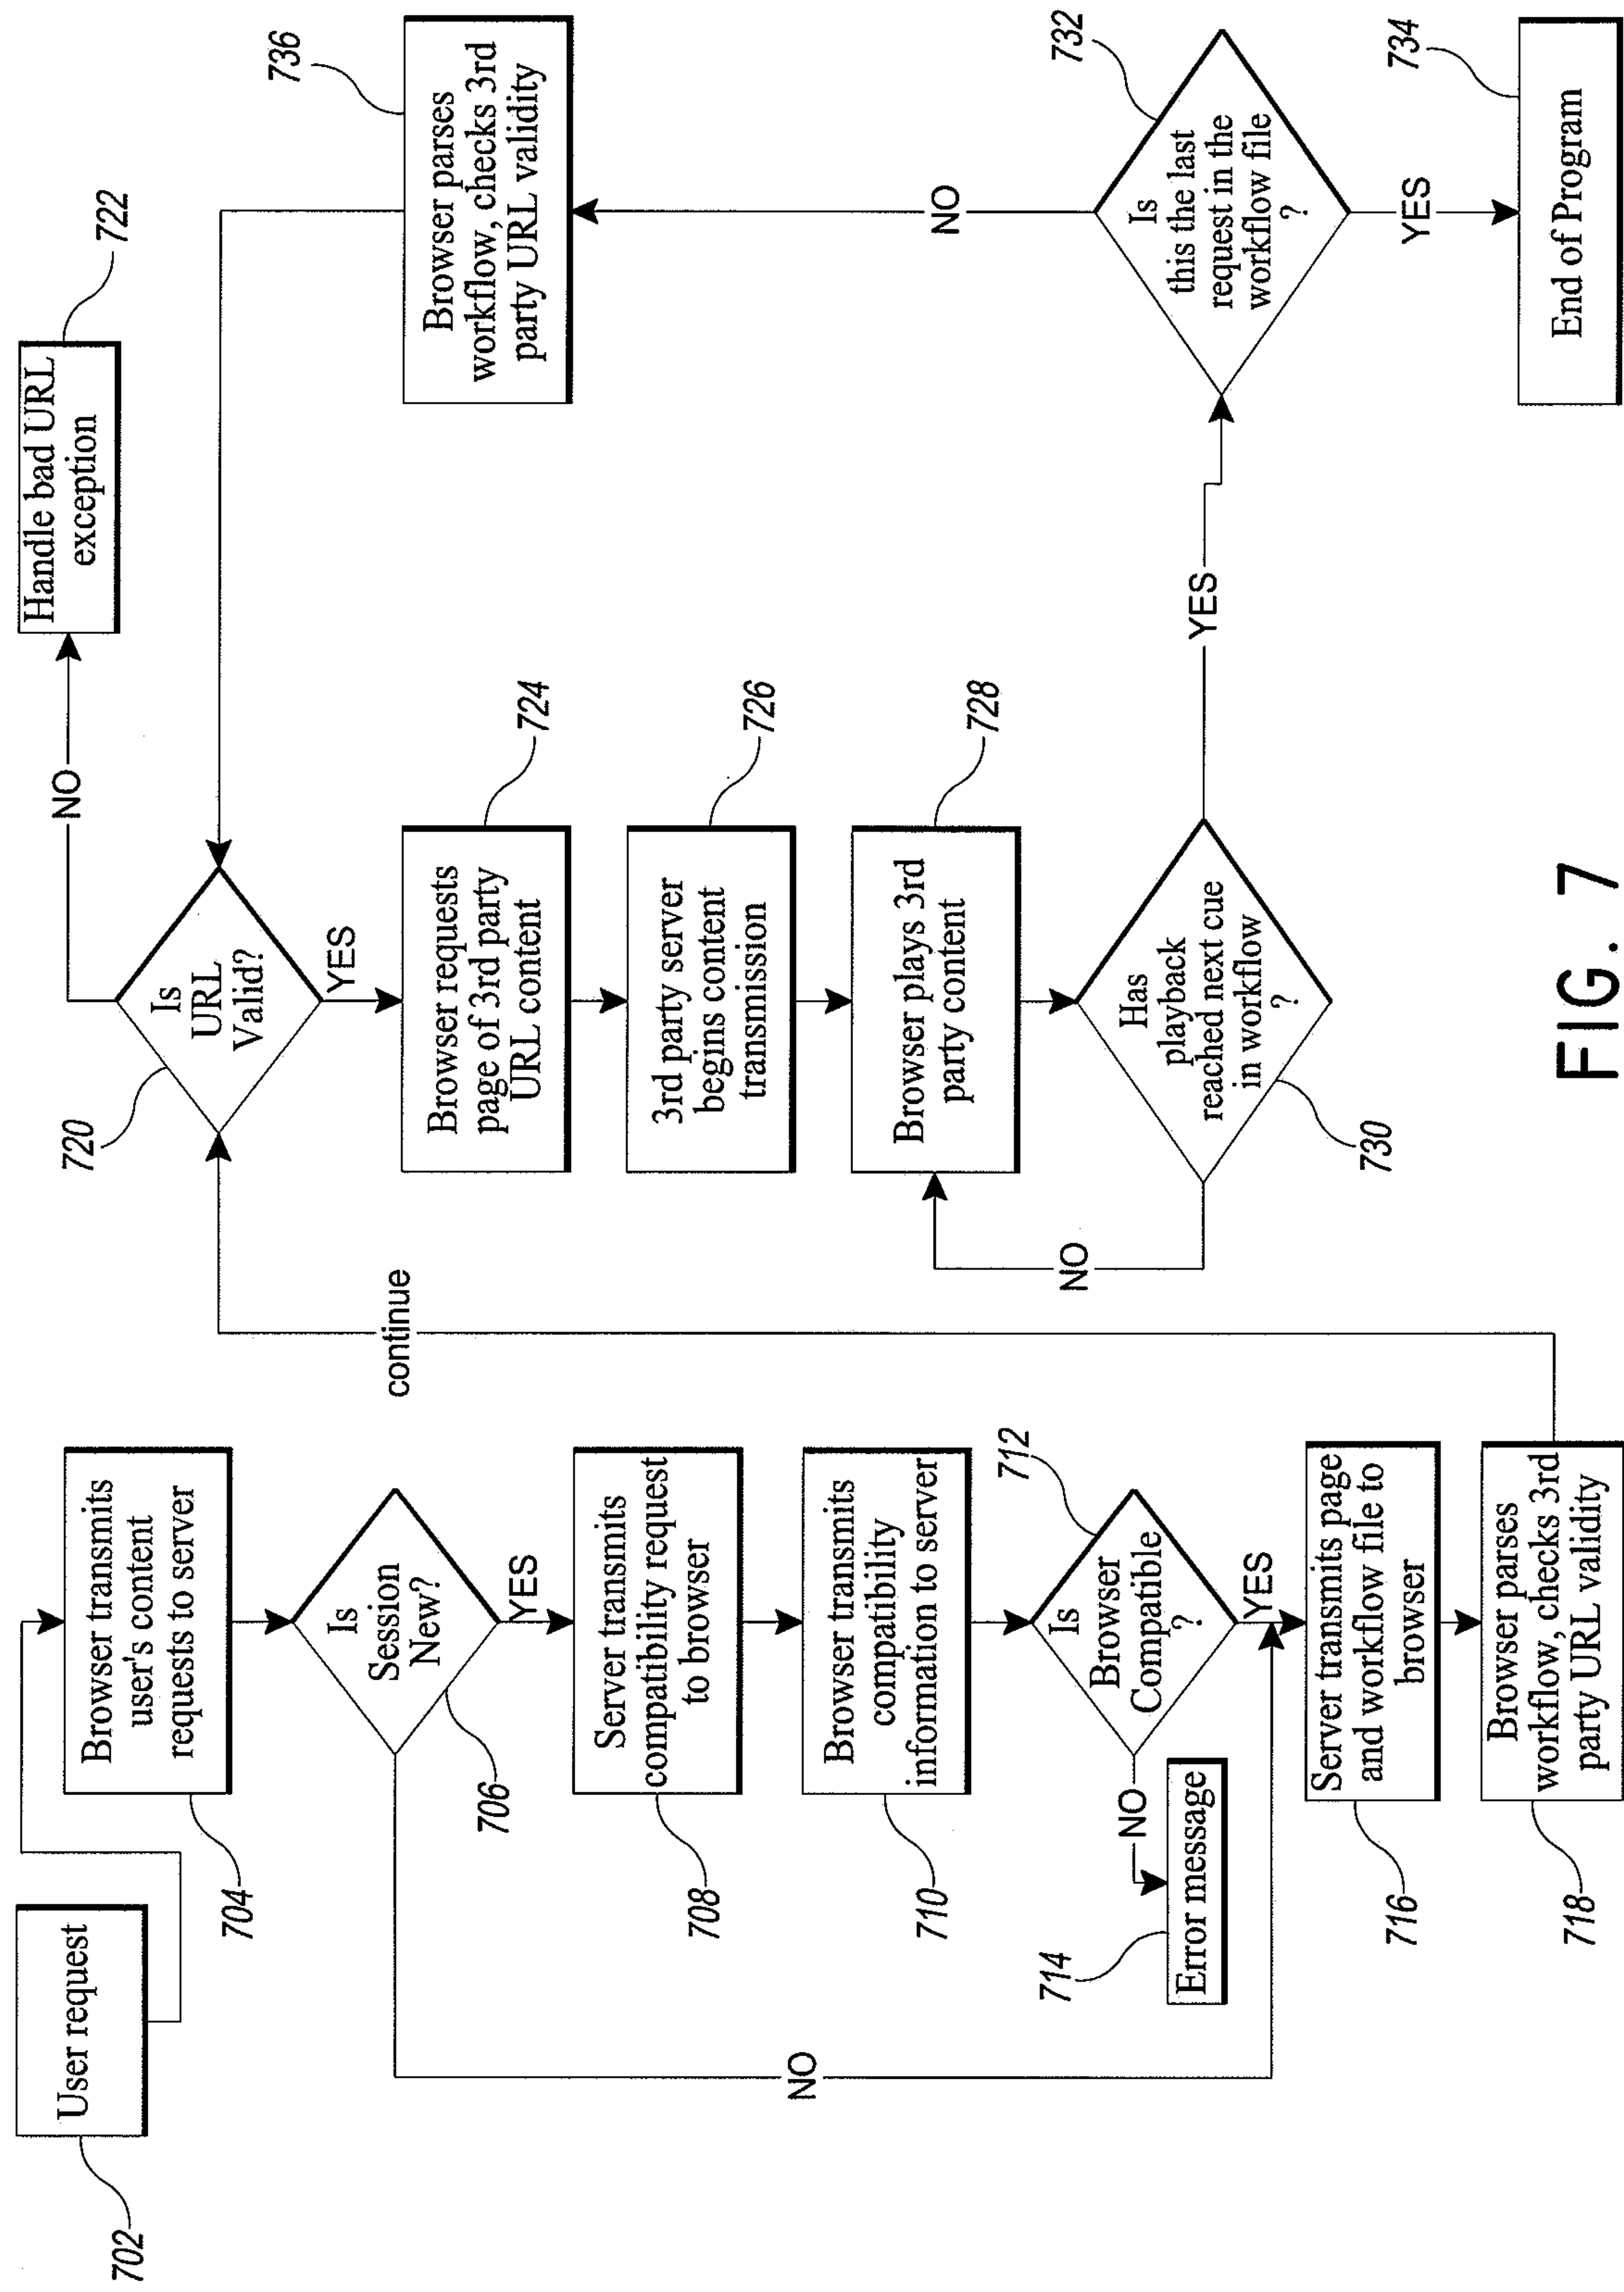 702
User request
704
Browser transmits
user's content
requests to server
706
Is
Session
New?
YES
NO
708
Server transmits
compatibility request
to browser
710
Browser transmits
compatibility
information to server
712
Is
Browser
Compatible
?
NO
YES
714
Error message
716
Server transmits page
and workflow file to
browser
718
Browser parses
workflow, checks 3rd
party URL validity
continue
720
Is
URL
Valid?
NO
YES
722
Handle bad URL
exception
724
Browser requests
page of 3rd party
URL content
726
3rd party server
begins content
transmission
728
Browser plays 3rd
party content
730
Has
playback
reached next cue
in workflow
?
NO
YES
736
Browser parses
workflow, checks 3rd
party URL validity
NO
732
Is
this the last
request in the
workflow file
?
YES
734
End of Program
FIG. 7